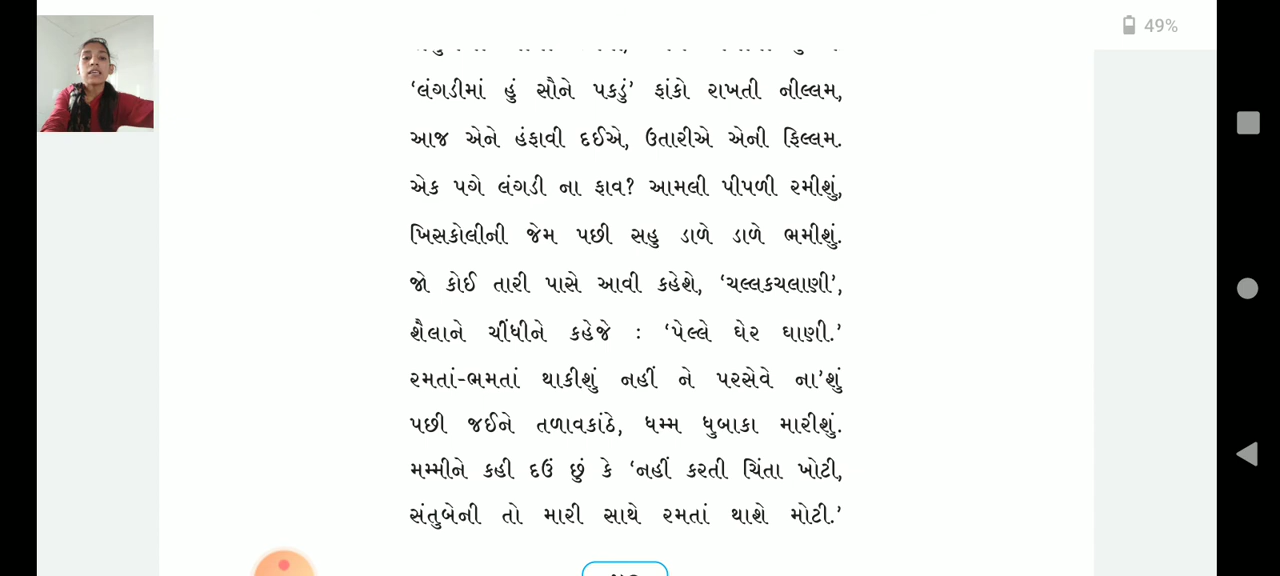 49%
‘લંગડીમાં હું સૌને પકડું’ ફાંકો રાખતી નીલ્લમ,
આજ એને હંફાવી દઈએ, ઉતારીએ એની ફિલ્લમ.
એક પગે લંગડી ના ફાવ? આમલી પીપળી રમીશું,
ખિસકોલીની જેમ પછી સહુ ડાળે ડાળે ભમીશું.
જો કોઈ તારી પાસે આવી કહેશે, ‘ચલ્લકચલાણી’,
શૈલાને ચીંધીને કહેજે : ‘પેલ્લે ઘેર ઘાણી.’
રમતાં-ભમતાં થાકીશું નહીં ને પરસેવે ના’શું
પછી જઈને તળાવકાંઠે, ધમ્મ ધુબાકા મારીશું.
મમ્મીને કહી દઉં છું કે ‘નહીં કરતી ચિંતા ખોટી,
સંતુબેની તો મારી સાથે રમતાં થાશે મોટી.’